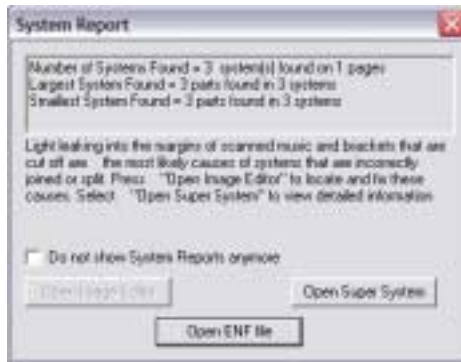 System Report
Number of Systems Found = 3 system(s) found on 1 pages
Largest System Found = 3 parts found in 3 systems
Smallest System Found = 3 parts found in 3 systems
Light leaking into the margins of scanned music and brackets that are
cut off are the most likely causes of systems that are incorrectly
joined or split. Press "Open Image Editor" to locate and fix these
causes. Select "Open Super System" to view detailed information
Do not show System Reports anymore
Open Image Editor
Open Super System
Open ENF file